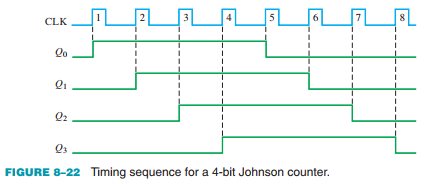 CLK 1 2 3 4 5 6 7 8
Q0
Q1
Q2
Q3
FIGURE 8–22 Timing sequence for a 4-bit Johnson counter.